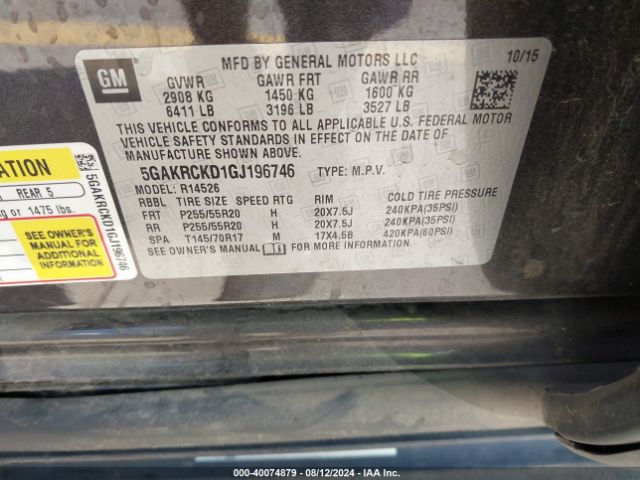 GM
MFD BY GENERAL MOTORS LLC
10/15
GVWR GAWR FRT GAWR RR
2908 KG 1450 KG 1600 KG
6411 LB 3196 LB 3527 LB
THIS VEHICLE CONFORMS TO ALL APPLICABLE U.S. FEDERAL MOTOR
VEHICLE SAFETY STANDARDS IN EFFECT ON THE DATE OF
MANUFACTURE SHOWN ABOVE.
5GAKRCKD1GJ196746 TYPE: M.P.V.
MODEL: R14526
RBBL TIRE SIZE SPEED RTG RIM COLD TIRE PRESSURE
FRT P255/55R20 H 20X7.5J 240KPA(35PSI)
RR P255/55R20 H 20X7.5J 240KPA(35PSI)
SPA T145/70R17 M 17X4.5B 420KPA(60PSI)
SEE OWNER'S MANUAL
ATION
REAR 5
kg or 1475 lbs.
SEE OWNER'S
MANUAL FOR
ADDITIONAL
INFORMATION
5GAKRCKD1GJ196746
000-40074879 - 08/12/2024 - IAA Inc.